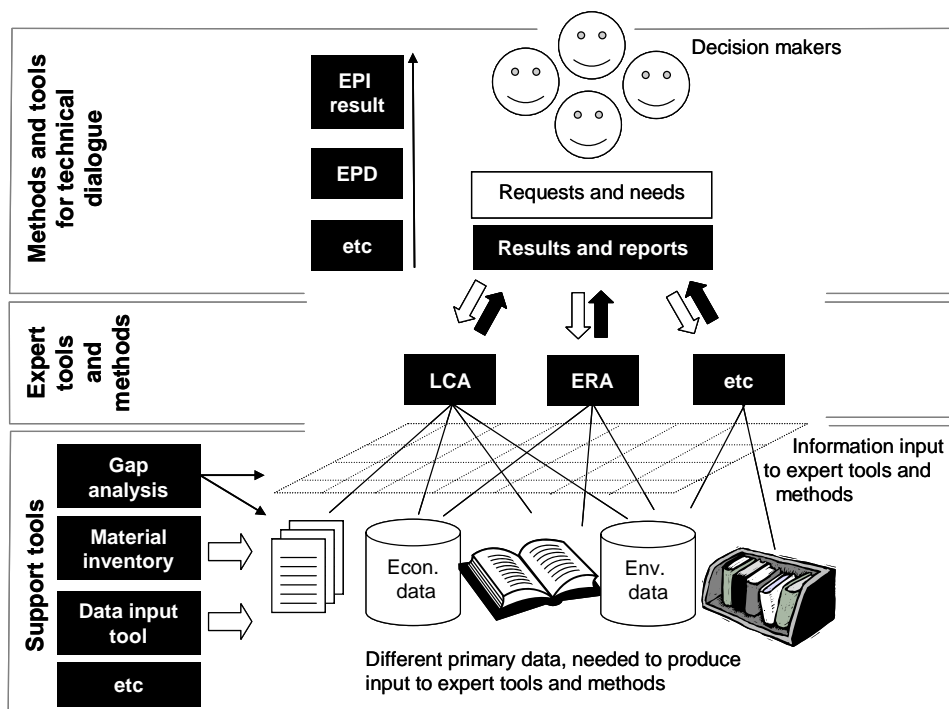 Methods and tools
for technical
dialogue
EPI
result
EPD
etc
Decision makers
Requests and needs
Results and reports
Expert
tools
and
methods
LCA
ERA
etc
Support tools
Gap
analysis
Material
inventory
Data input
tool
etc
Information input
to expert tools and
methods
Econ.
data
Env.
data
Different primary data, needed to produce
input to expert tools and methods